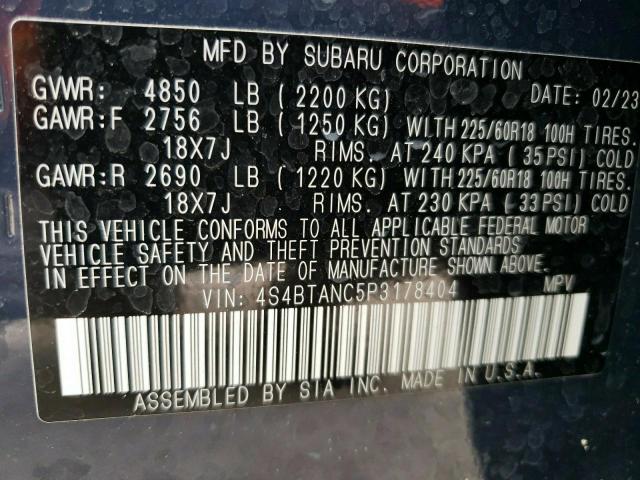 MFD BY SUBARU CORPORATION
GVWR: 4850 LB ( 2200 KG) DATE: 02/23
GAWR:F 2756 LB ( 1250 KG) WITH 225/60R18 100H TIRES.
18X7J RIMS. AT 240 KPA ( 35 PSI) COLD
GAWR:R 2690 LB ( 1220 KG) WITH 225/60R18 100H TIRES.
18X7J RIMS. AT 230 KPA ( 33 PSI) COLD
THIS VEHICLE CONFORMS TO ALL APPLICABLE FEDERAL MOTOR
VEHICLE SAFETY AND THEFT PREVENTION STANDARDS
IN EFFECT ON THE DATE OF MANUFACTURE SHOWN ABOVE.
VIN: 4S4BTANC5P3178404 MPV
ASSEMBLED BY SIA INC. MADE IN U.S.A.